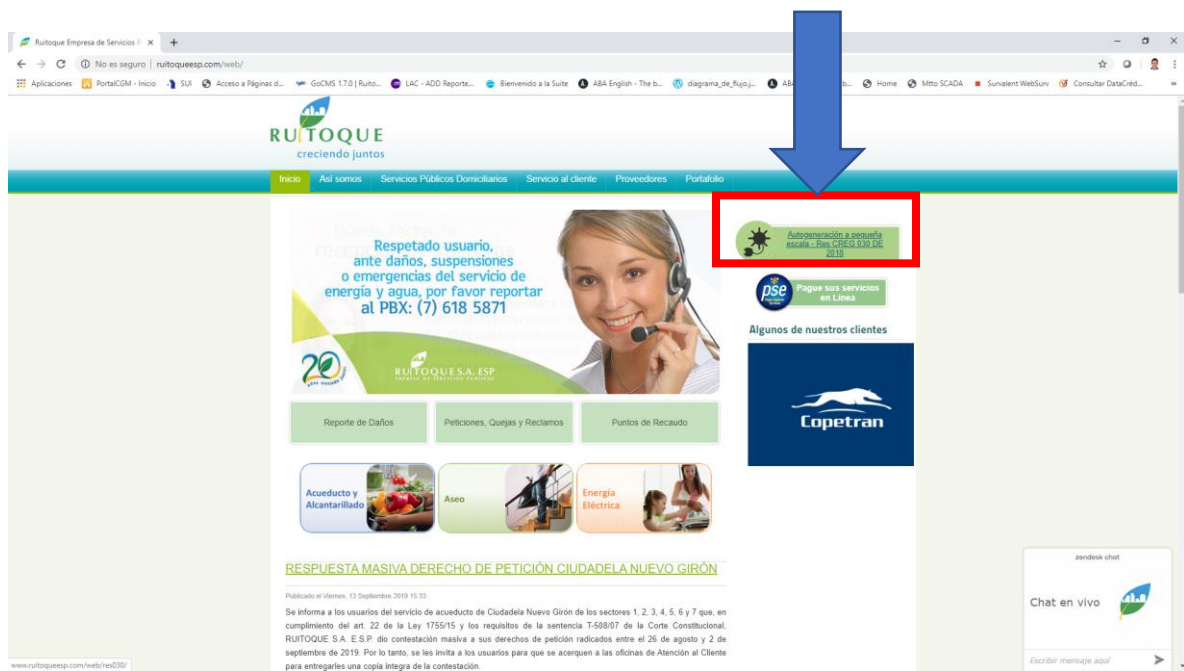 Ruitoque Empresa de Servicios P
No es seguro | ruitoqueesp.com/web/
Aplicaciones PortalCGM - Inicio SUI Acceso a Páginas d... GoCMS 1.7.0 | Ruito... LAC - ADD Reporte... Bienvenido a la Suite ABA English - The b... diagrama_de_flujo.j... Home Mtto SCADA Sunvalent WebSurv Consultar DataCréd...
RUITOQUE
creciendo juntos
Inicio Así somos Servicios Públicos Domiciliarios Servicio al cliente Proveedores Portafolio
Respetado usuario,
ante daños, suspensiones
o emergencias del servicio de
energía y agua, por favor reportar
al PBX: (7) 618 5871
20
RUITOQUE S.A. ESP
EMPRESA DE SERVICIOS PÚBLICOS
Autogeneración a pequeña
escala - Res CREG 030 DE
2018
pse
Pague sus servicios
en Linea
Algunos de nuestros clientes
Copetran
Reporte de Daños
Peticiones, Quejas y Reclamos
Puntos de Recaudo
Acueducto y
Alcantarillado
Aseo
Energía
Eléctrica
RESPUESTA MASIVA DERECHO DE PETICIÓN CIUDADELA NUEVO GIRÓN
Publicado el Viernes, 13 Septiembre 2019 15:33
Se informa a los usuarios del servicio de acueducto de Ciudadela Nuevo Girón de los sectores 1, 2, 3, 4, 5, 6 y 7 que, en
cumplimiento del art. 22 de la Ley 1755/15 y los requisitos de la sentencia T-508/07 de la Corte Constitucional,
RUITOQUE S.A. E.S.P. dio contestación masiva a sus derechos de petición radicados entre el 26 de agosto y 2 de
septiembre de 2019. Por lo tanto, se les invita a los usuarios para que se acerquen a las oficinas de Atención al Cliente
para entregarles una copia integra de la contestación.
zendesk chat
Chat en vivo
Escribir mensaje aquí
www.ruitoqueesp.com/web/res030/